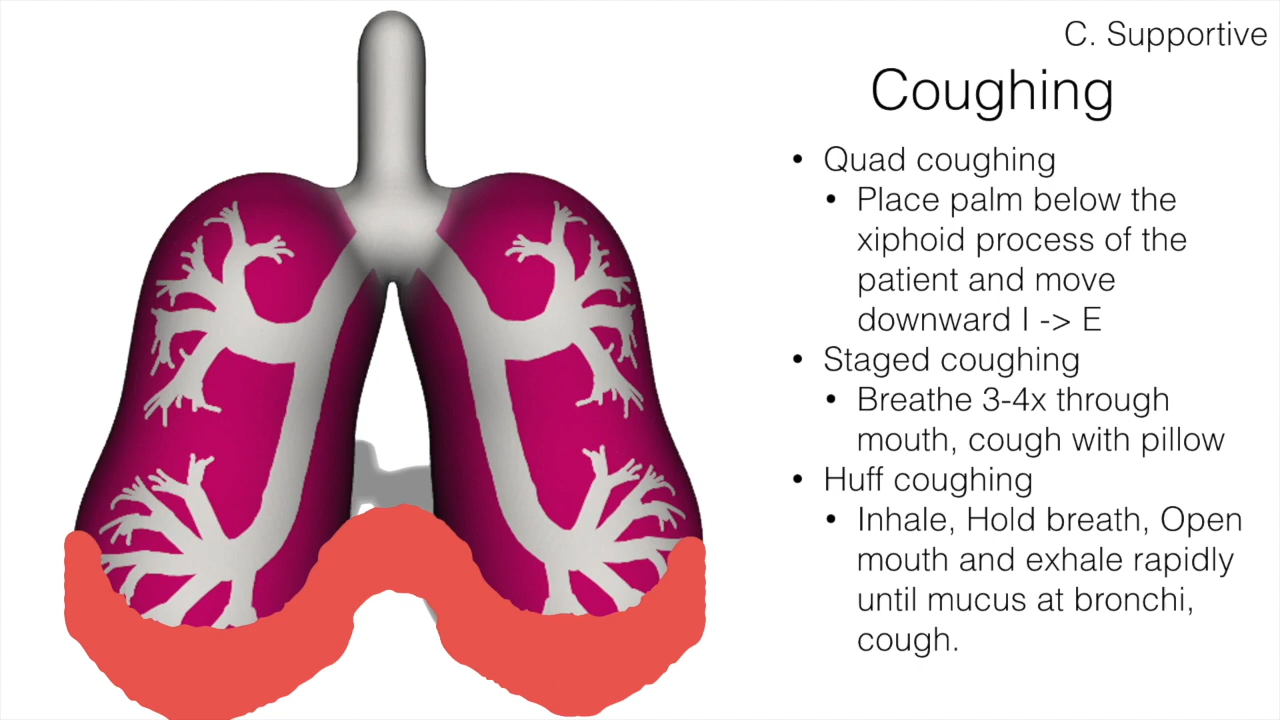 C. Supportive
Coughing
• Quad coughing
• Place palm below the
xiphoid process of the
patient and move
downward I -> E
• Staged coughing
• Breathe 3-4x through
mouth, cough with pillow
• Huff coughing
• Inhale, Hold breath, Open
mouth and exhale rapidly
until mucus at bronchi,
cough.